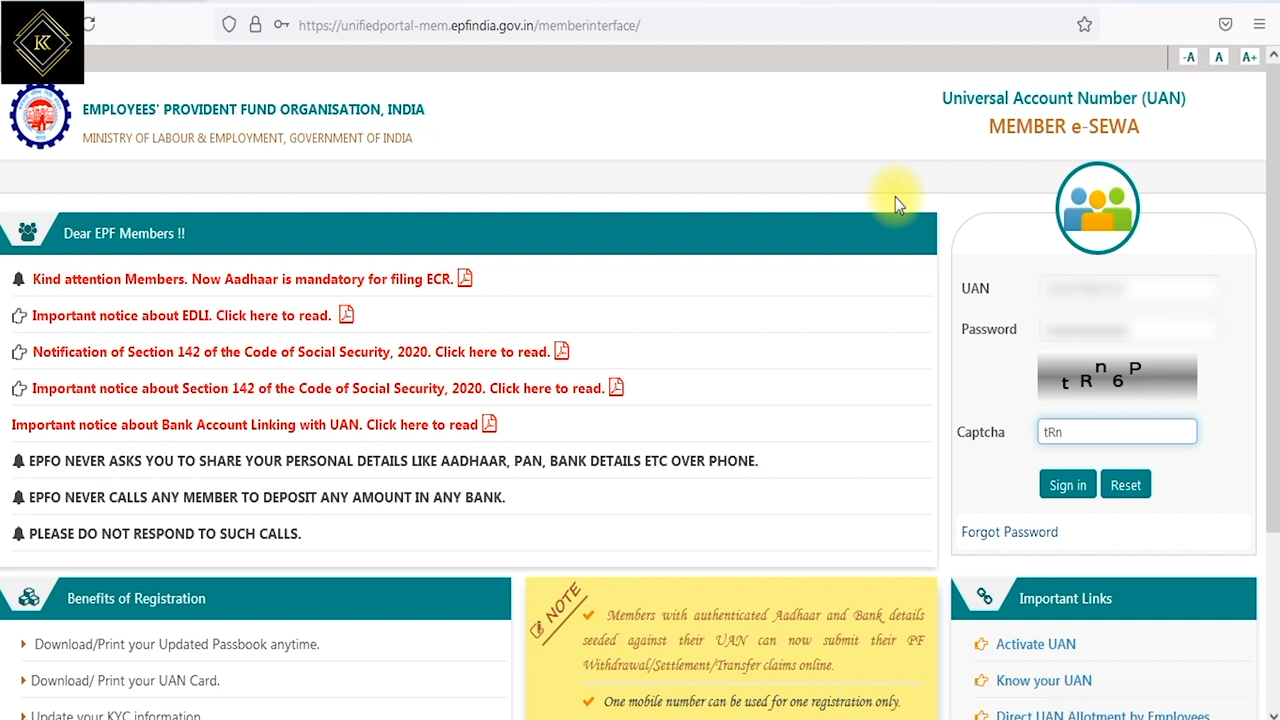 K
https://unifiedportal-mem.epfindia.gov.in/memberinterface/
-A A A+
EMPLOYEES' PROVIDENT FUND ORGANISATION, INDIA
MINISTRY OF LABOUR & EMPLOYMENT, GOVERNMENT OF INDIA
Universal Account Number (UAN)
MEMBER e-SEWA
Dear EPF Members !!
Kind attention Members. Now Aadhaar is mandatory for filing ECR.
Important notice about EDLI. Click here to read.
Notification of Section 142 of the Code of Social Security, 2020. Click here to read.
Important notice about Section 142 of the Code of Social Security, 2020. Click here to read.
Important notice about Bank Account Linking with UAN. Click here to read
EPFO NEVER ASKS YOU TO SHARE YOUR PERSONAL DETAILS LIKE AADHAAR, PAN, BANK DETAILS ETC OVER PHONE.
EPFO NEVER CALLS ANY MEMBER TO DEPOSIT ANY AMOUNT IN ANY BANK.
PLEASE DO NOT RESPOND TO SUCH CALLS.
UAN
Password
t R n 6 P
Captcha tRn
Sign in Reset
Forgot Password
Benefits of Registration
Download/Print your Updated Passbook anytime.
Download/ Print your UAN Card.
Update your KYC information
NOTE
Members with authenticated Aadhaar and Bank details
seeded against their UAN can now submit their PF
Withdrawal/Settlement/Transfer claims online.
One mobile number can be used for one registration only.
Important Links
Activate UAN
Know your UAN
Direct UAN Allotment by Employees